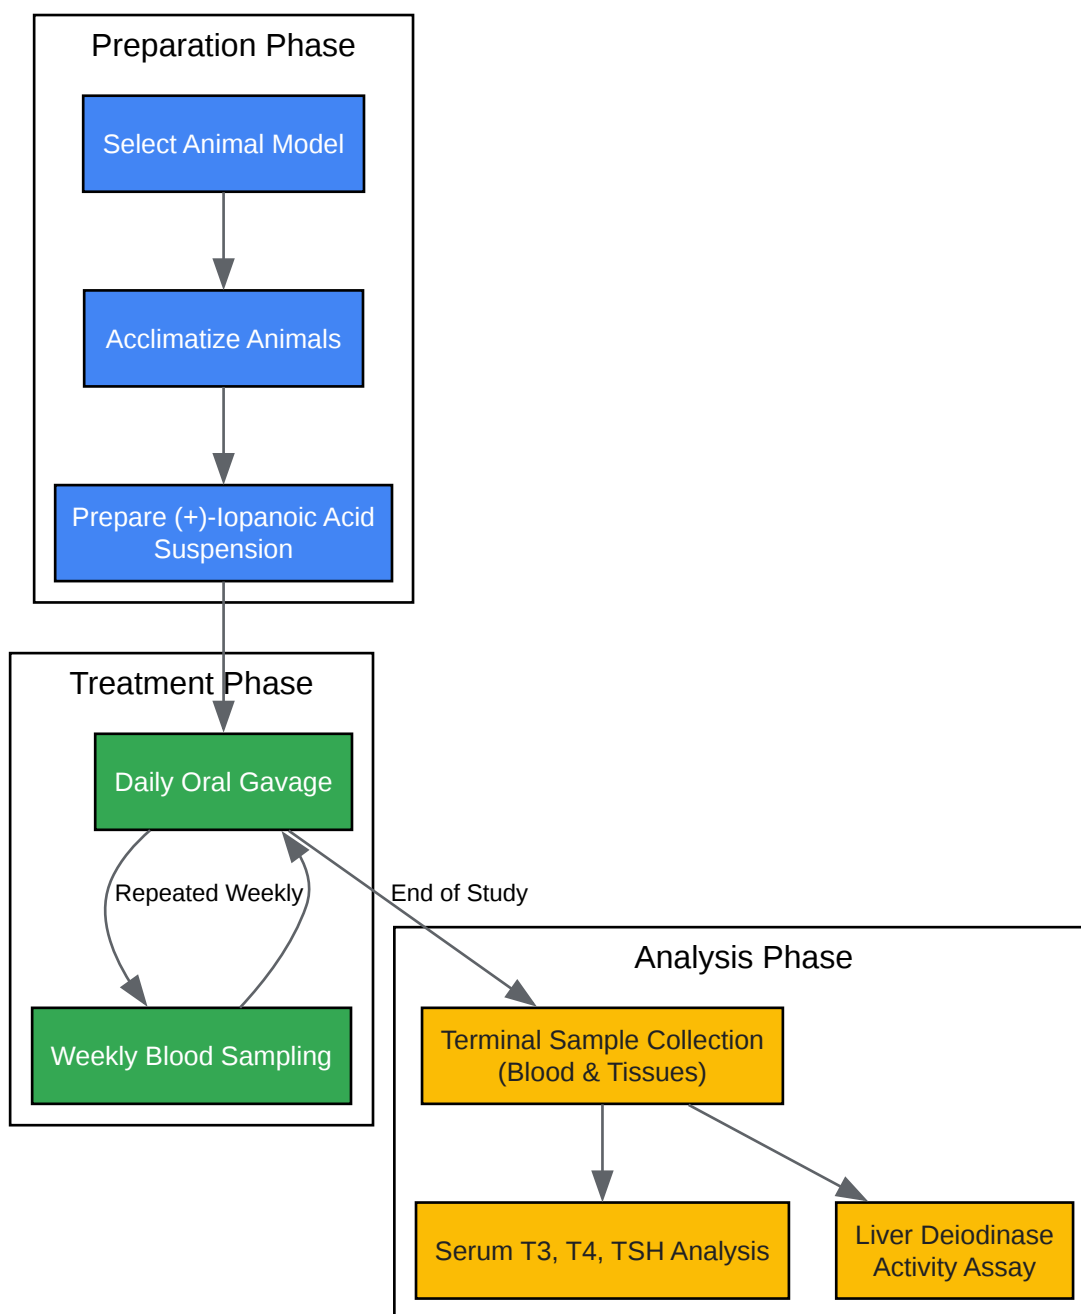 Preparation Phase
Select Animal Model
Acclimatize Animals
Prepare (+)-Iopanoic Acid
Suspension
Treatment Phase
Daily Oral Gavage
Repeated Weekly
End of Study
Weekly Blood Sampling
Analysis Phase
Terminal Sample Collection
(Blood & Tissues)
Serum T3, T4, TSH Analysis
Liver Deiodinase
Activity Assay